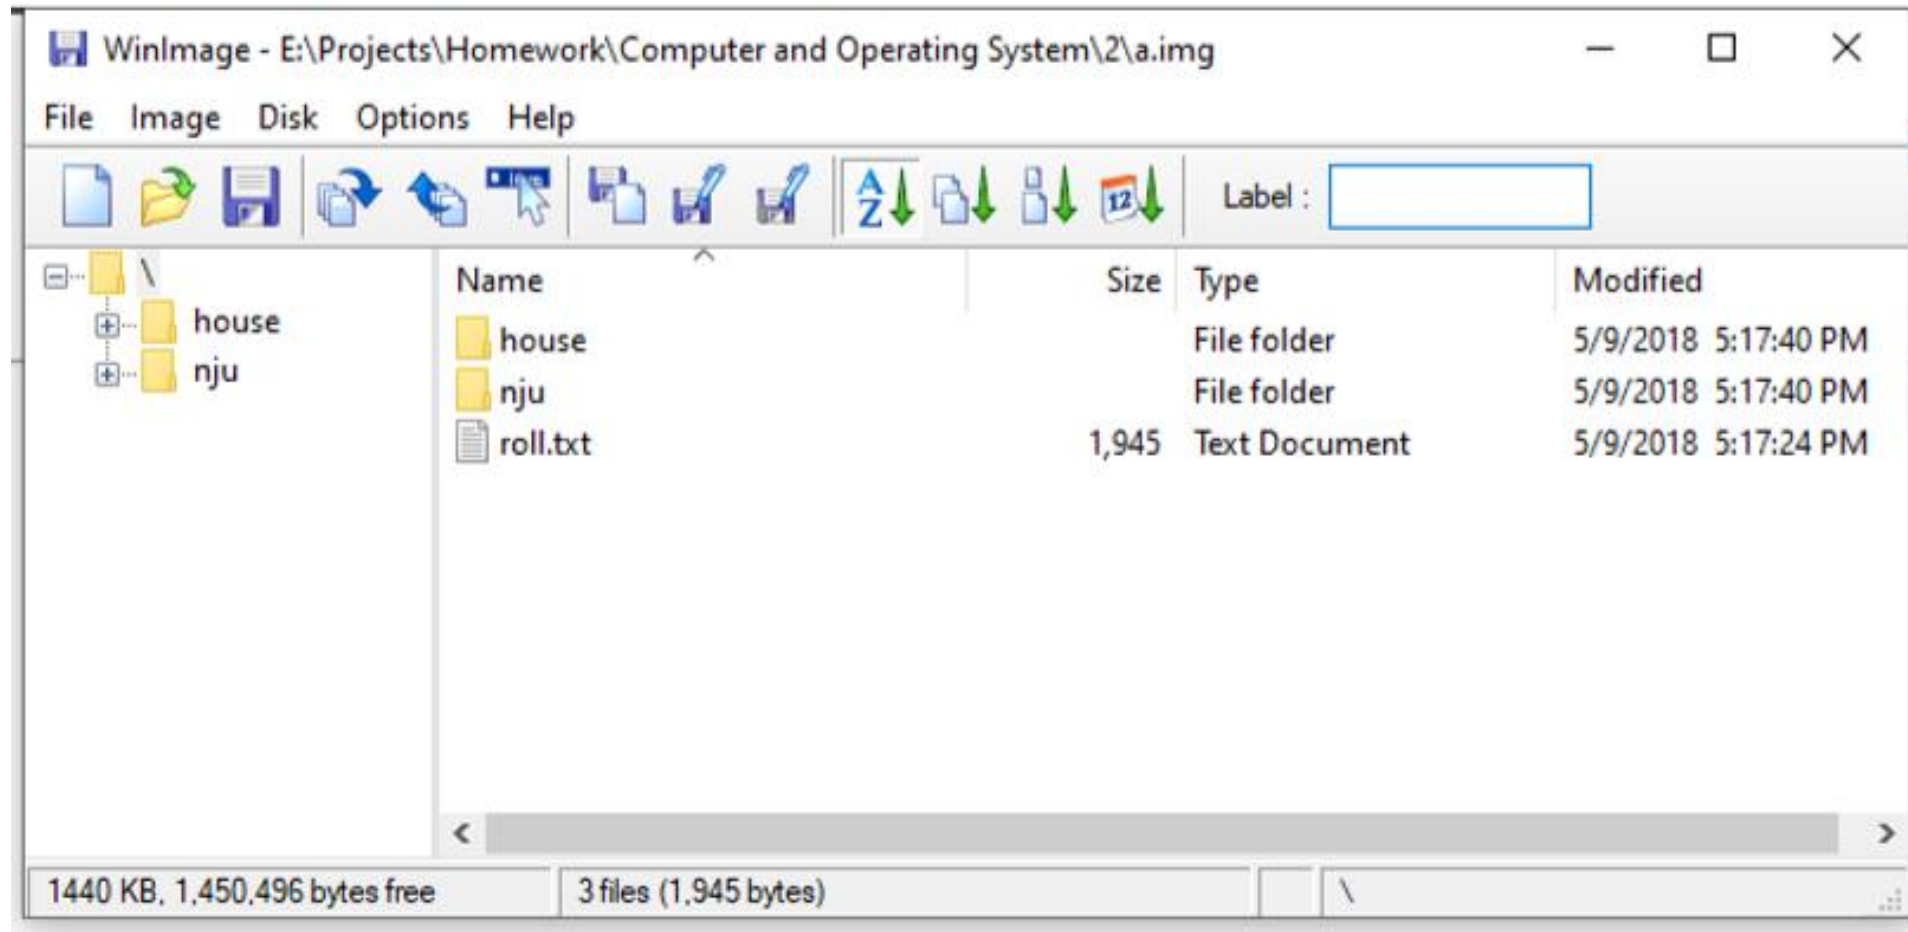 WinImage - E:\Projects\Homework\Computer and Operating System\2\a.img
File Image Disk Options Help
A Z 12 Label :
\
house
nju
Name Size Type Modified
house File folder 5/9/2018 5:17:40 PM
nju File folder 5/9/2018 5:17:40 PM
roll.txt 1,945 Text Document 5/9/2018 5:17:24 PM
1440 KB, 1,450,496 bytes free 3 files (1,945 bytes) \